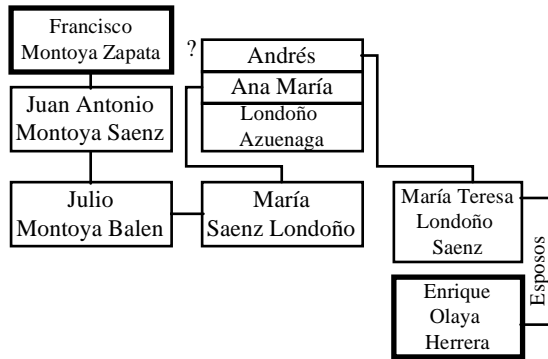 Francisco
Montoya Zapata
?
Andrés
Ana María
Londoño
Azuenaga
Juan Antonio
Montoya Saenz
Julio
Montoya Balen
María
Saenz Londoño
María Teresa
Londoño
Saenz
Esposos
Enrique
Olaya
Herrera